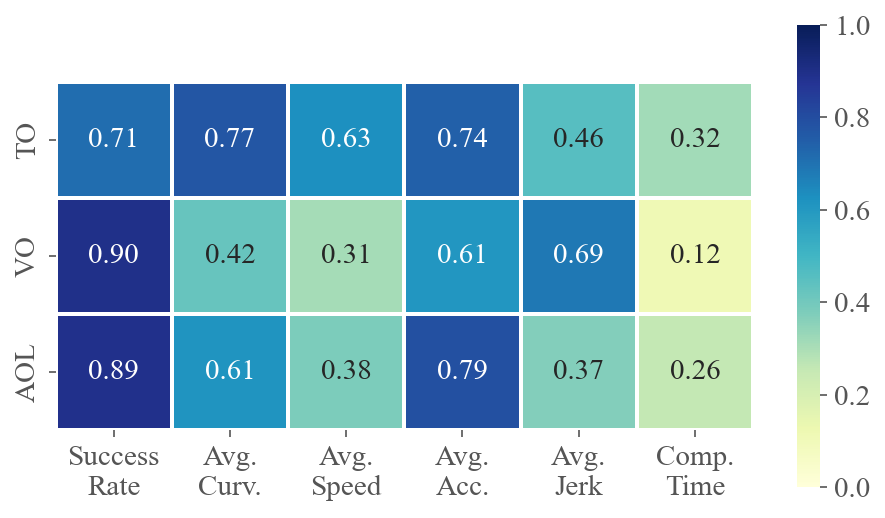 1.0
TO 0.71 0.77 0.63 0.74 0.46 0.32
0.8
0.6
VO 0.90 0.42 0.31 0.61 0.69 0.12
0.4
AOL 0.89 0.61 0.38 0.79 0.37 0.26
0.2
Success Avg. Avg. Avg. Avg. Comp.
Rate Curv. Speed Acc. Jerk Time
0.0